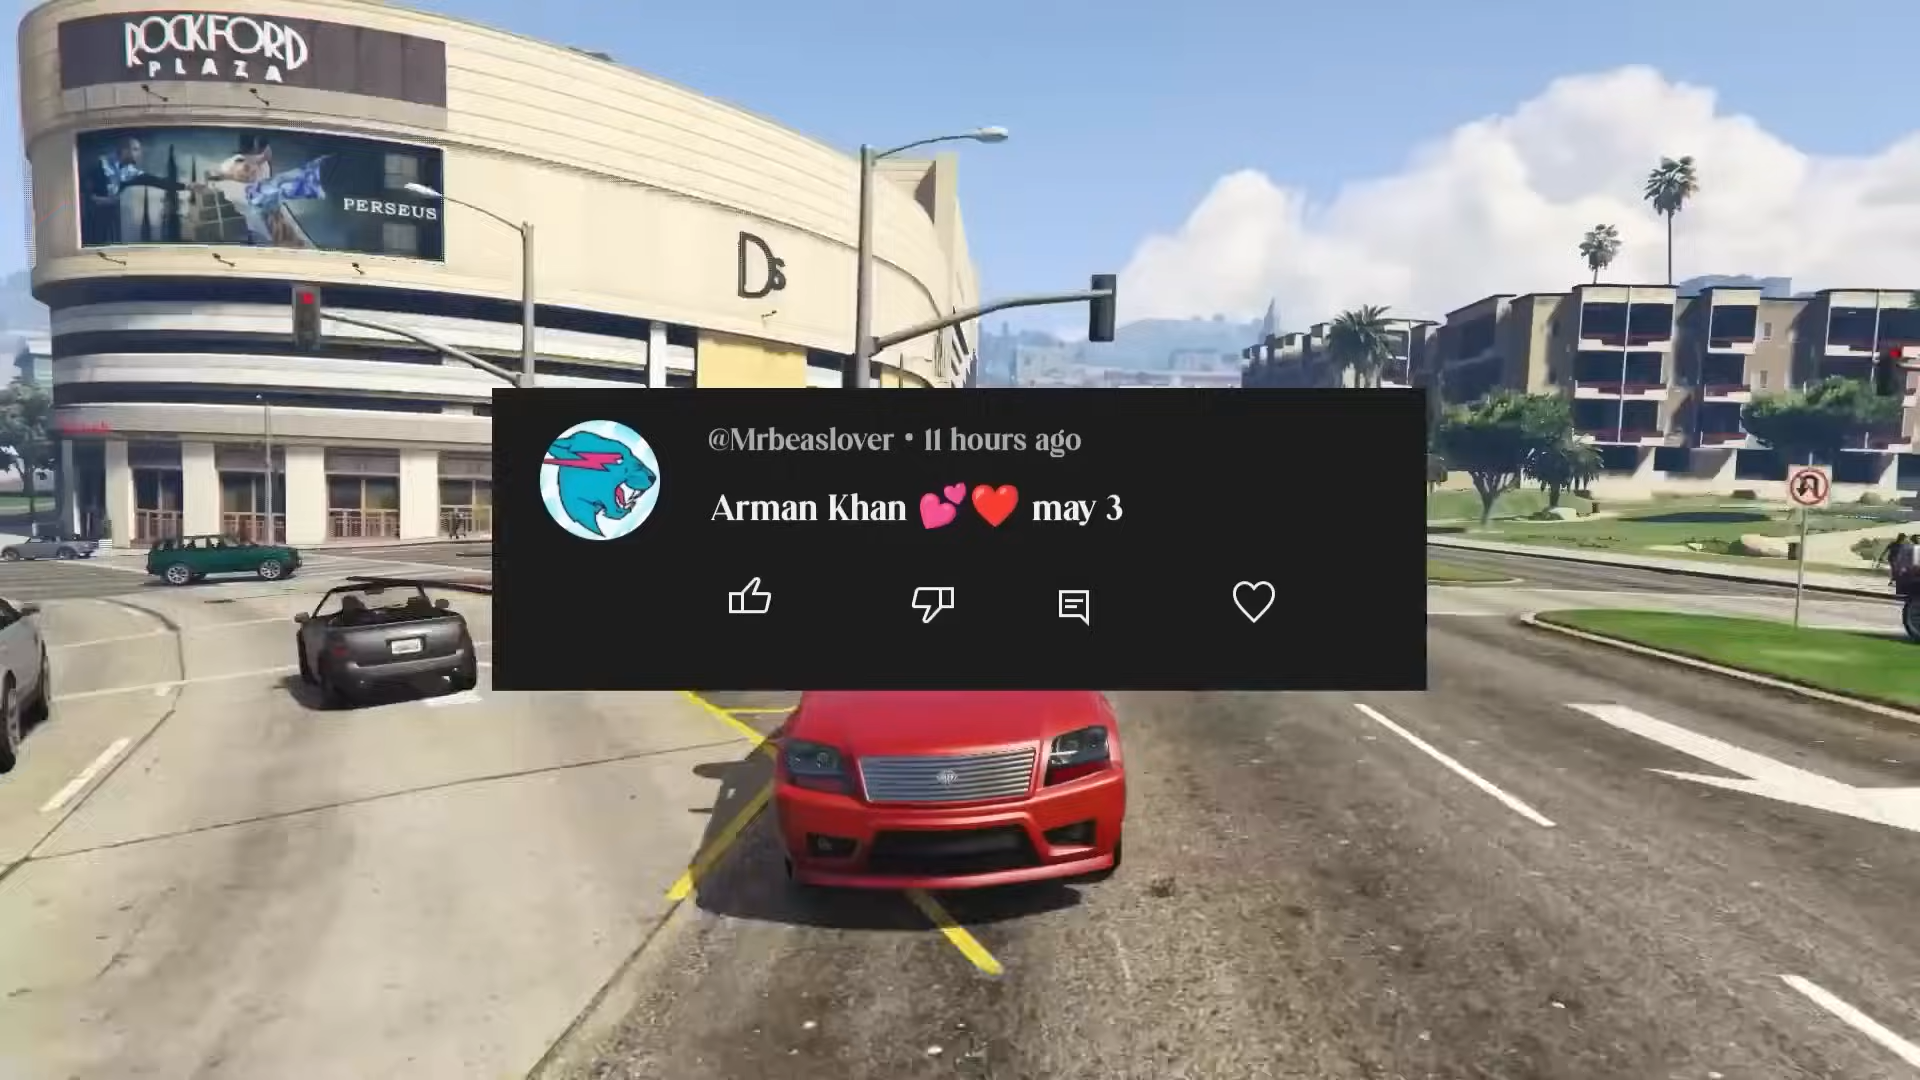 ROCKFORD
PLAZA
PERSEUS
Ds
@Mrbeaslover • 11 hours ago
Arman Khan 💕❤️ may 3